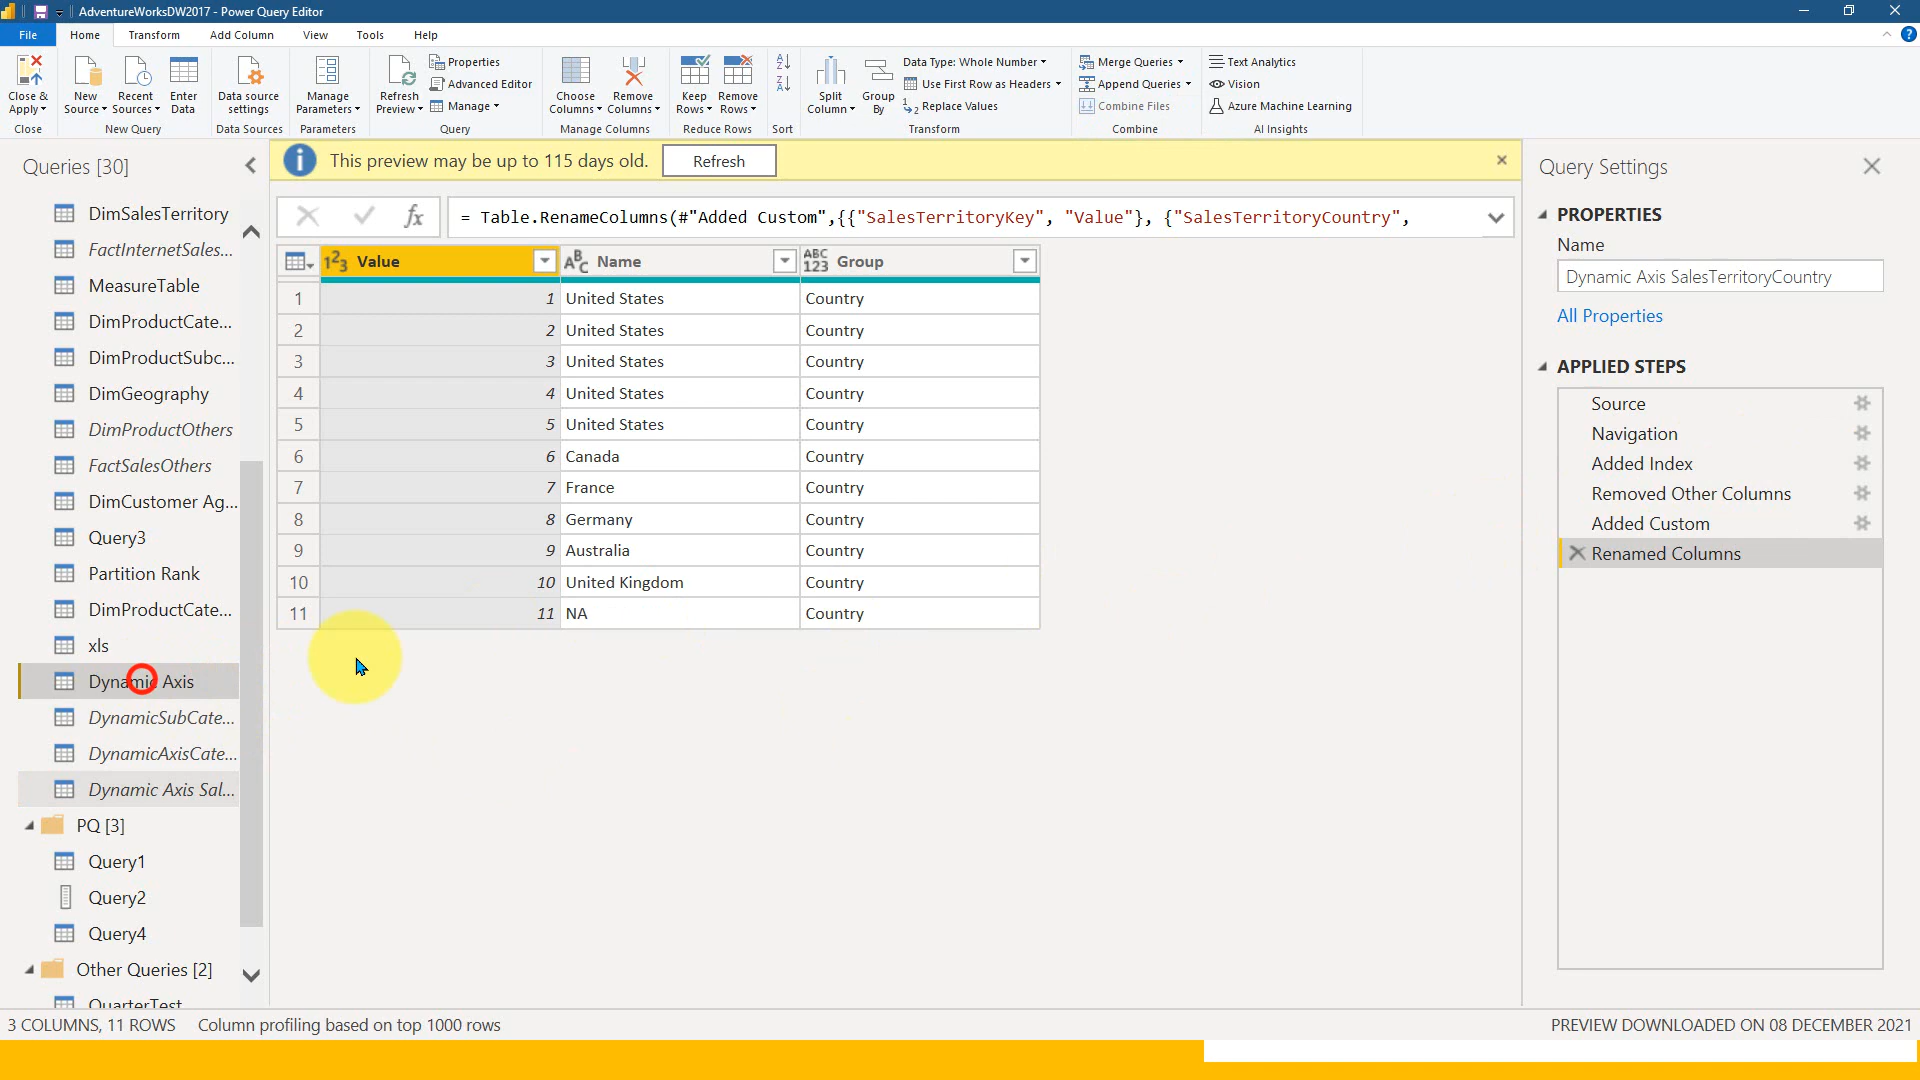 AdventureWorksDW2017 - Power Query Editor
File Home Transform Add Column View Tools Help
Close & Apply
Close
New Source Recent Sources Enter Data
New Query
Data source settings
Data Sources
Manage Parameters
Parameters
Refresh Preview Properties Advanced Editor Manage
Query
Choose Columns Remove Columns
Manage Columns
Keep Rows Remove Rows
Reduce Rows
Sort
Split Column Group By Data Type: Whole Number Use First Row as Headers Replace Values
Transform
Merge Queries Append Queries Combine Files
Combine
Text Analytics Vision Azure Machine Learning
AI Insights
Queries [30]
DimSalesTerritory
FactInternetSales...
MeasureTable
DimProductCate...
DimProductSubc...
DimGeography
DimProductOthers
FactSalesOthers
DimCustomer Ag...
Query3
Partition Rank
DimProductCate...
xls
Dynamic Axis
DynamicSubCate...
DynamicAxisCate...
Dynamic Axis Sal...
PQ [3]
Query1
Query2
Query4
Other Queries [2]
QuarterTest
This preview may be up to 115 days old. Refresh
fx = Table.RenameColumns(#"Added Custom",{{"SalesTerritoryKey", "Value"}, {"SalesTerritoryCountry",
123 Value ABC Name ABC 123 Group
1 1 United States Country
2 2 United States Country
3 3 United States Country
4 4 United States Country
5 5 United States Country
6 6 Canada Country
7 7 France Country
8 8 Germany Country
9 9 Australia Country
10 10 United Kingdom Country
11 11 NA Country
Query Settings
PROPERTIES
Name
Dynamic Axis SalesTerritoryCountry
All Properties
APPLIED STEPS
Source
Navigation
Added Index
Removed Other Columns
Added Custom
Renamed Columns
3 COLUMNS, 11 ROWS Column profiling based on top 1000 rows
PREVIEW DOWNLOADED ON 08 DECEMBER 2021